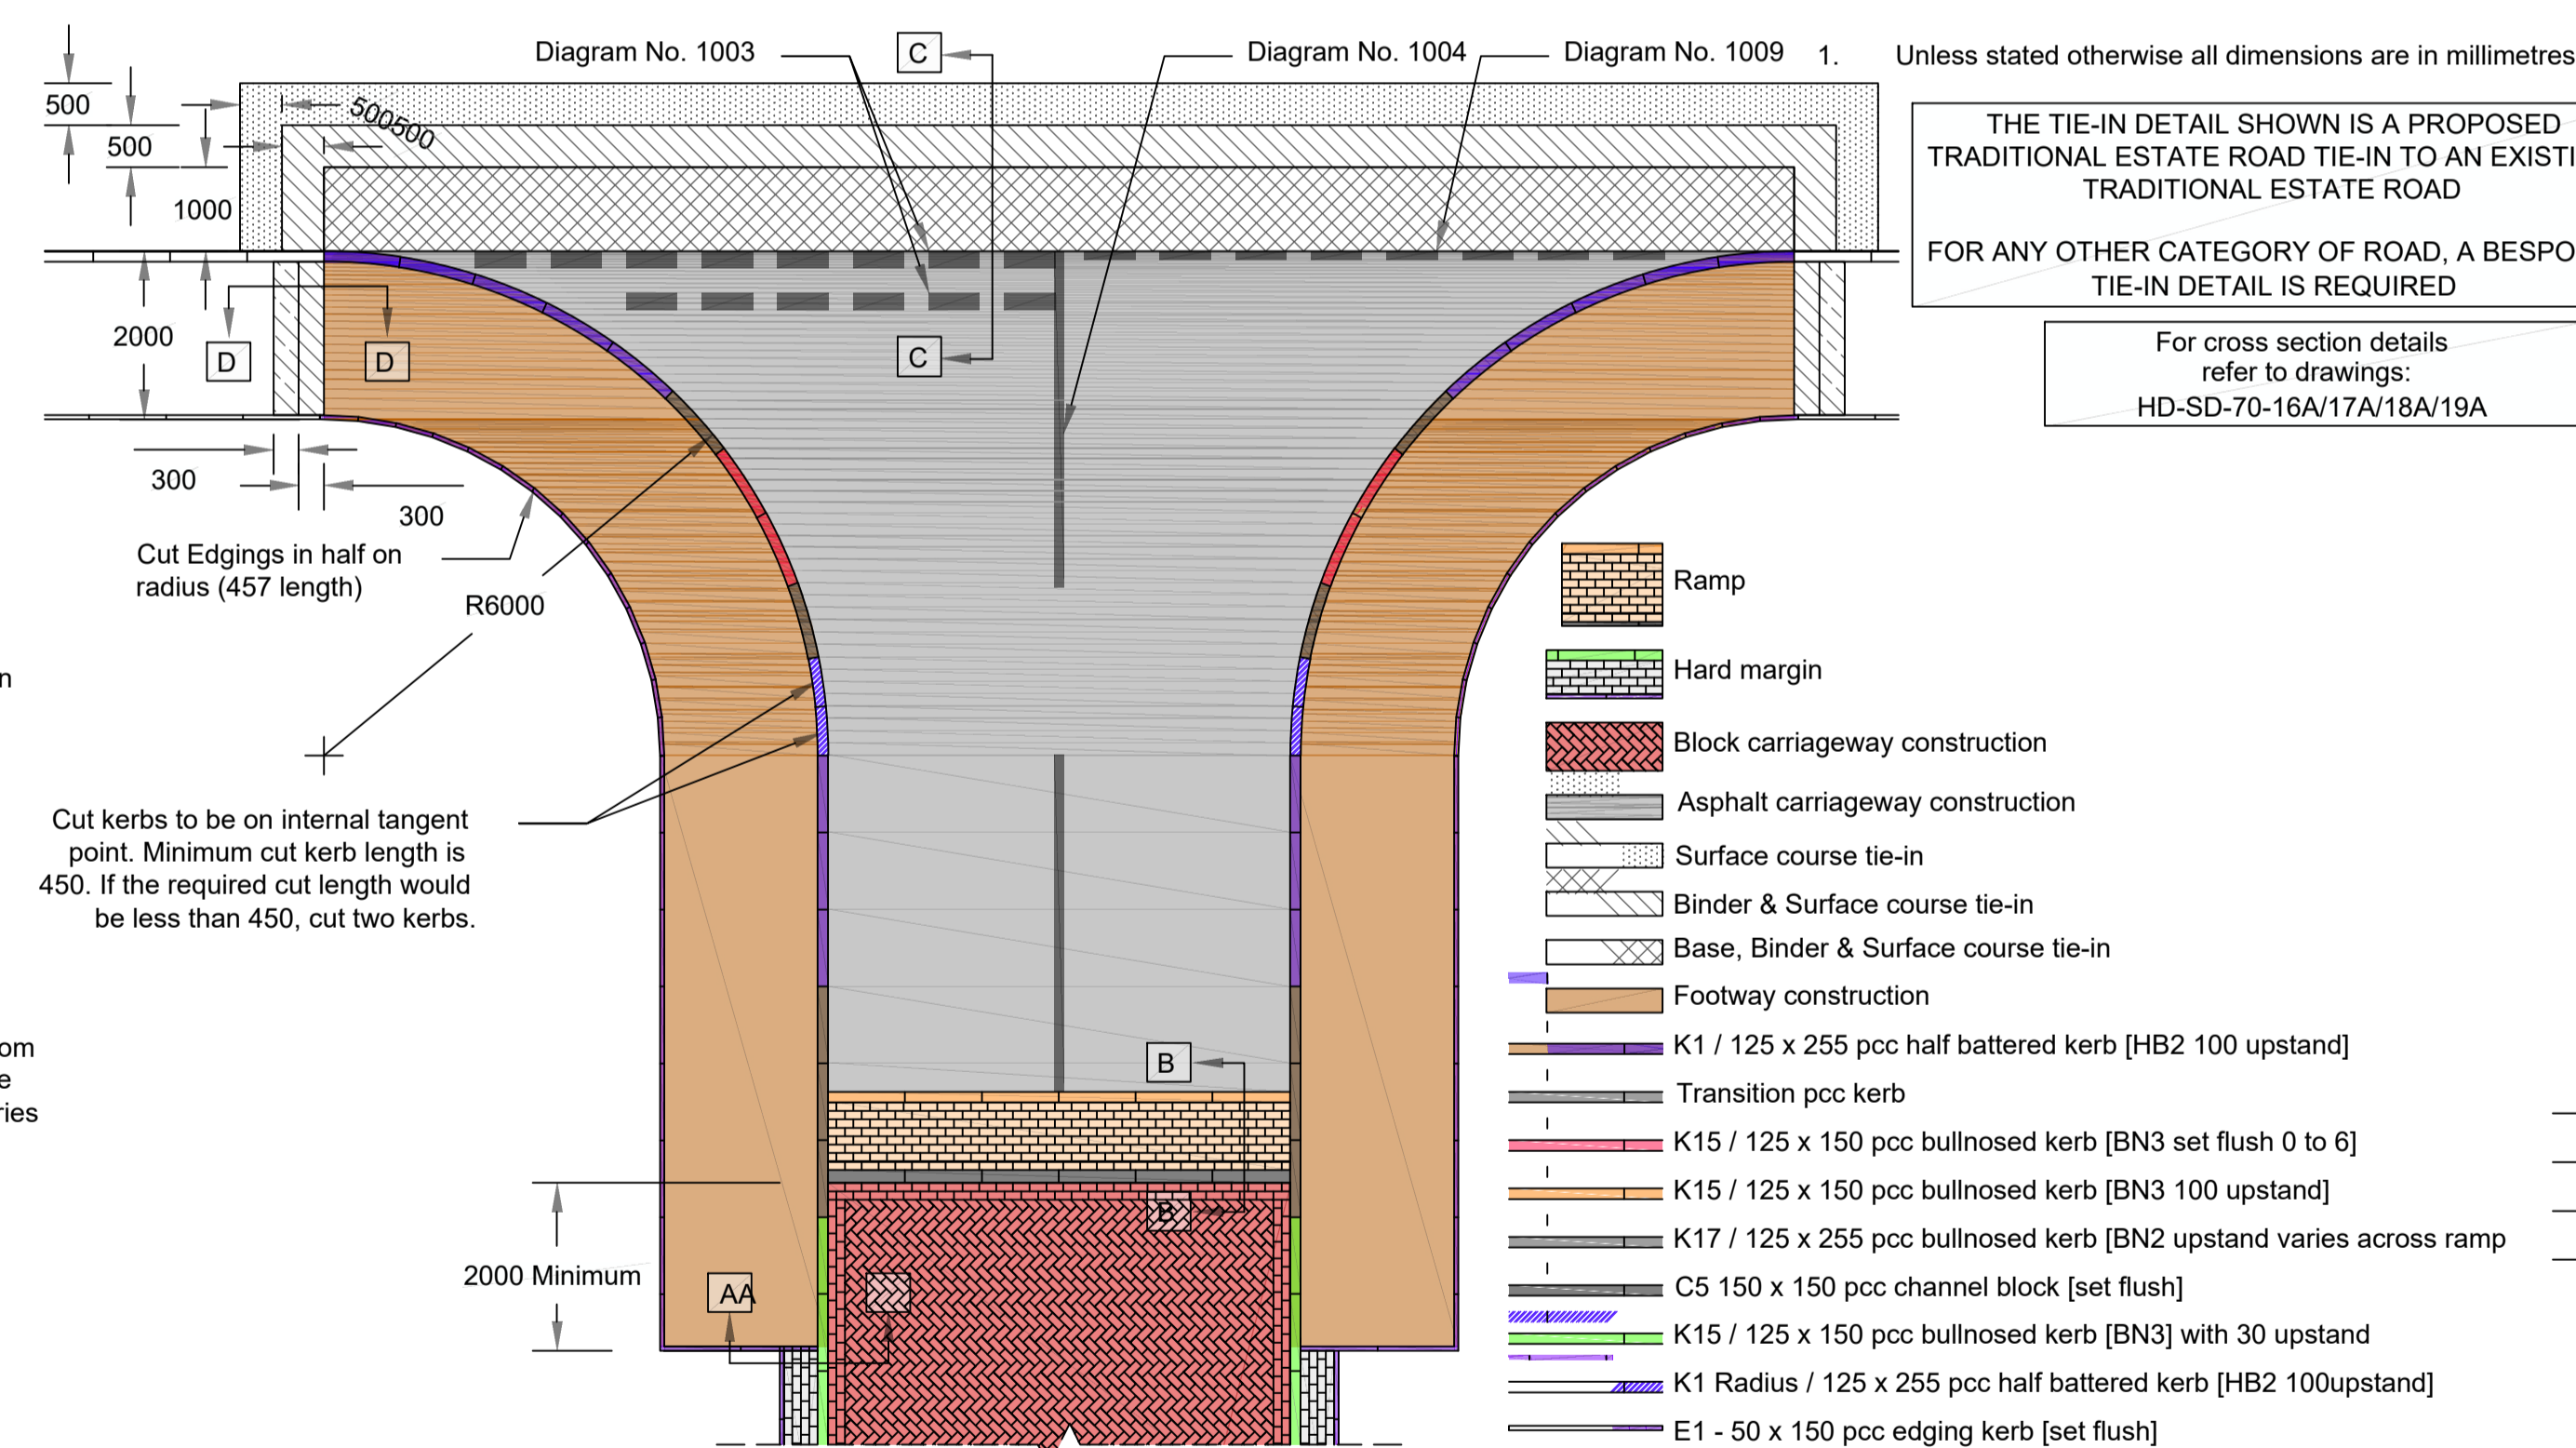 Diagram No. 1003
C
Diagram No. 1004
Diagram No. 1009
1. Unless stated otherwise all dimensions are in millimetres
500
500
1000
500500
2000
THE TIE-IN DETAIL SHOWN IS A PROPOSED
TRADITIONAL ESTATE ROAD TIE-IN TO AN EXISTI
TRADITIONAL ESTATE ROAD
FOR ANY OTHER CATEGORY OF ROAD, A BESPO
TIE-IN DETAIL IS REQUIRED
For cross section details
refer to drawings:
HD-SD-70-16A/17A/18A/19A
D
D
C
300
300
Cut Edgings in half on
radius (457 length)
R6000
n
Cut kerbs to be on internal tangent
point. Minimum cut kerb length is
450. If the required cut length would
be less than 450, cut two kerbs.
om
e
ries
B
B
2000 Minimum
AA
Ramp
Hard margin
Block carriageway construction
Asphalt carriageway construction
Surface course tie-in
Binder & Surface course tie-in
Base, Binder & Surface course tie-in
Footway construction
K1 / 125 x 255 pcc half battered kerb [HB2 100 upstand]
Transition pcc kerb
K15 / 125 x 150 pcc bullnosed kerb [BN3 set flush 0 to 6]
K15 / 125 x 150 pcc bullnosed kerb [BN3 100 upstand]
K17 / 125 x 255 pcc bullnosed kerb [BN2 upstand varies across ramp
C5 150 x 150 pcc channel block [set flush]
K15 / 125 x 150 pcc bullnosed kerb [BN3] with 30 upstand
K1 Radius / 125 x 255 pcc half battered kerb [HB2 100upstand]
E1 - 50 x 150 pcc edging kerb [set flush]